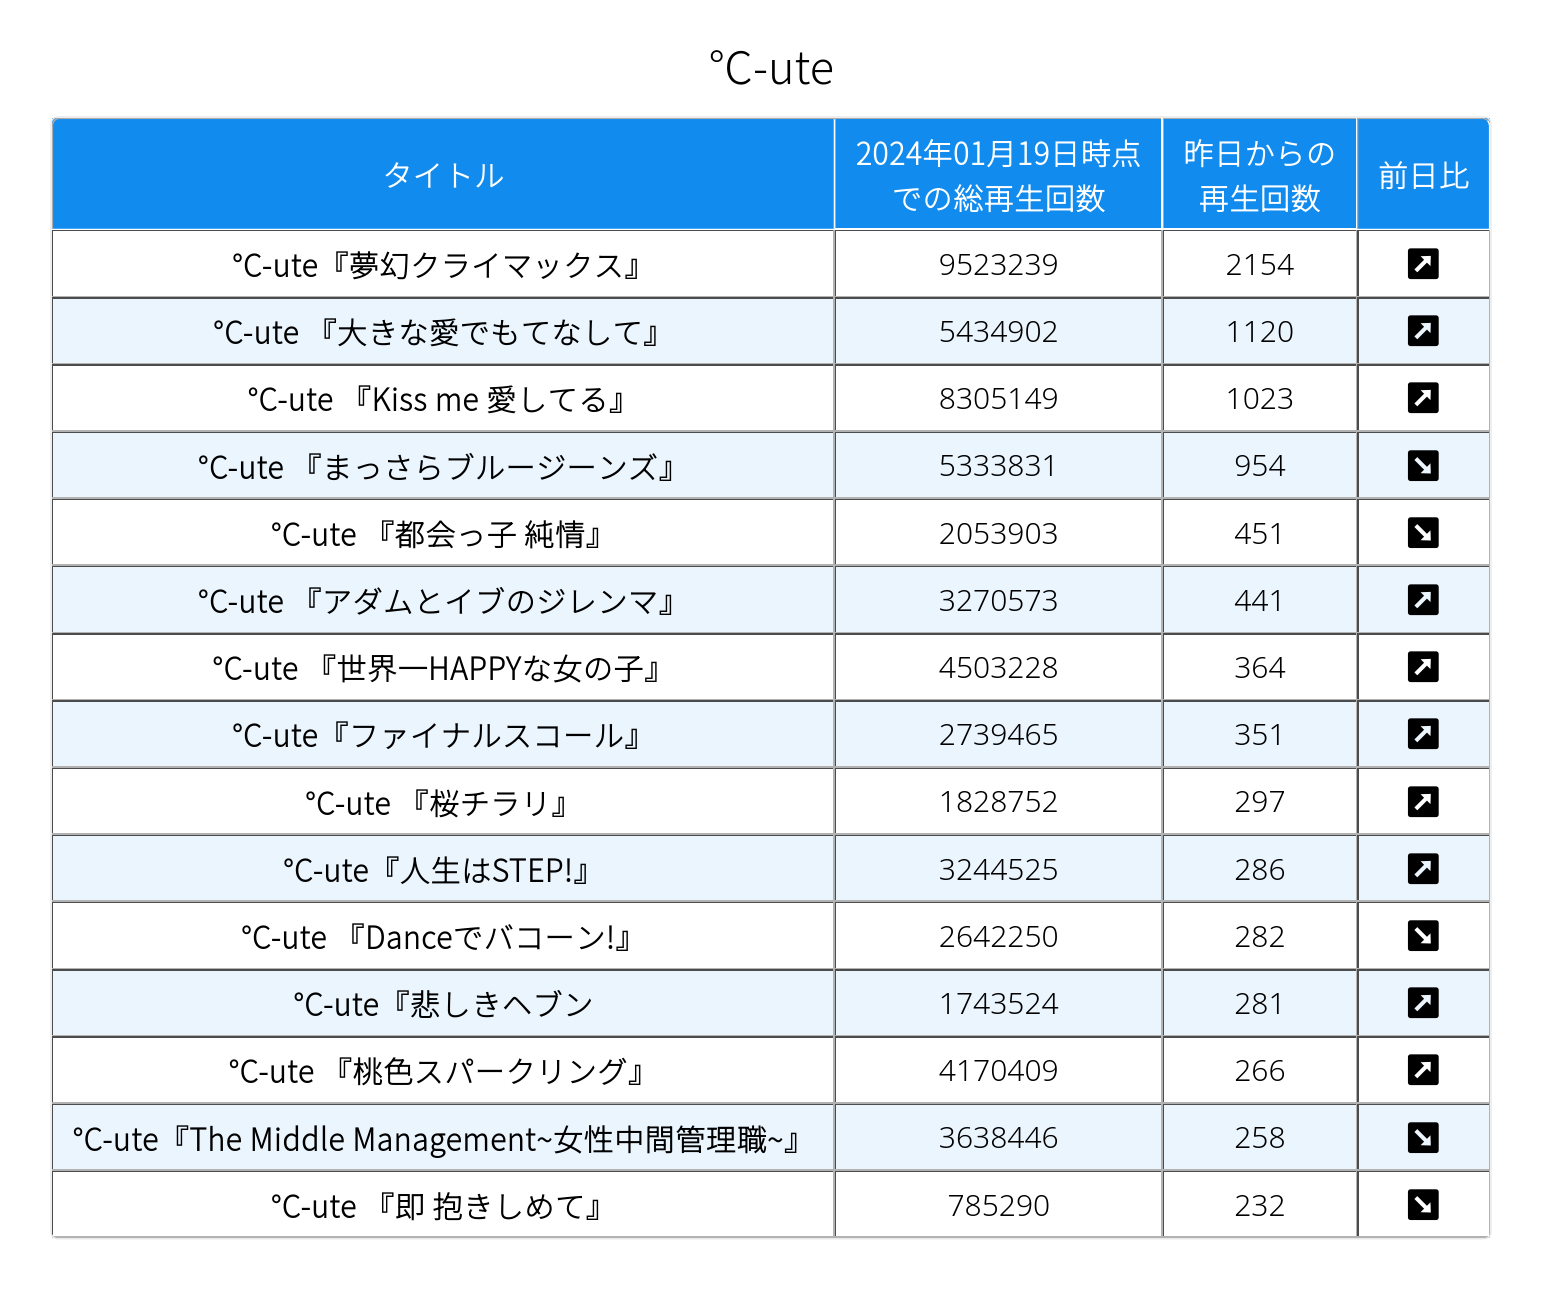 ℃-ute
タイトル
2024年01月19日時点
での総再生回数
昨日からの
再生回数
前日比
℃-ute『夢幻クライマックス』 9523239 2154 ↗
℃-ute 『大きな愛でもてなして』 5434902 1120 ↗
℃-ute 『Kiss me 愛してる』 8305149 1023 ↗
℃-ute 『まっさらブルージーンズ』 5333831 954 ↘
℃-ute 『都会っ子 純情』 2053903 451 ↘
℃-ute 『アダムとイブのジレンマ』 3270573 441 ↗
℃-ute 『世界一HAPPYな女の子』 4503228 364 ↗
℃-ute『ファイナルスコール』 2739465 351 ↗
℃-ute 『桜チラリ』 1828752 297 ↗
℃-ute『人生はSTEP!』 3244525 286 ↗
℃-ute 『Danceでバコーン!』 2642250 282 ↘
℃-ute『悲しきヘブン 1743524 281 ↗
℃-ute 『桃色スパークリング』 4170409 266 ↗
℃-ute『The Middle Management~女性中間管理職~』 3638446 258 ↘
℃-ute 『即 抱きしめて』 785290 232 ↘